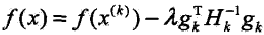 f(x) = f(x^{(k)}) - λg_k^T H_k^{-1} g_k